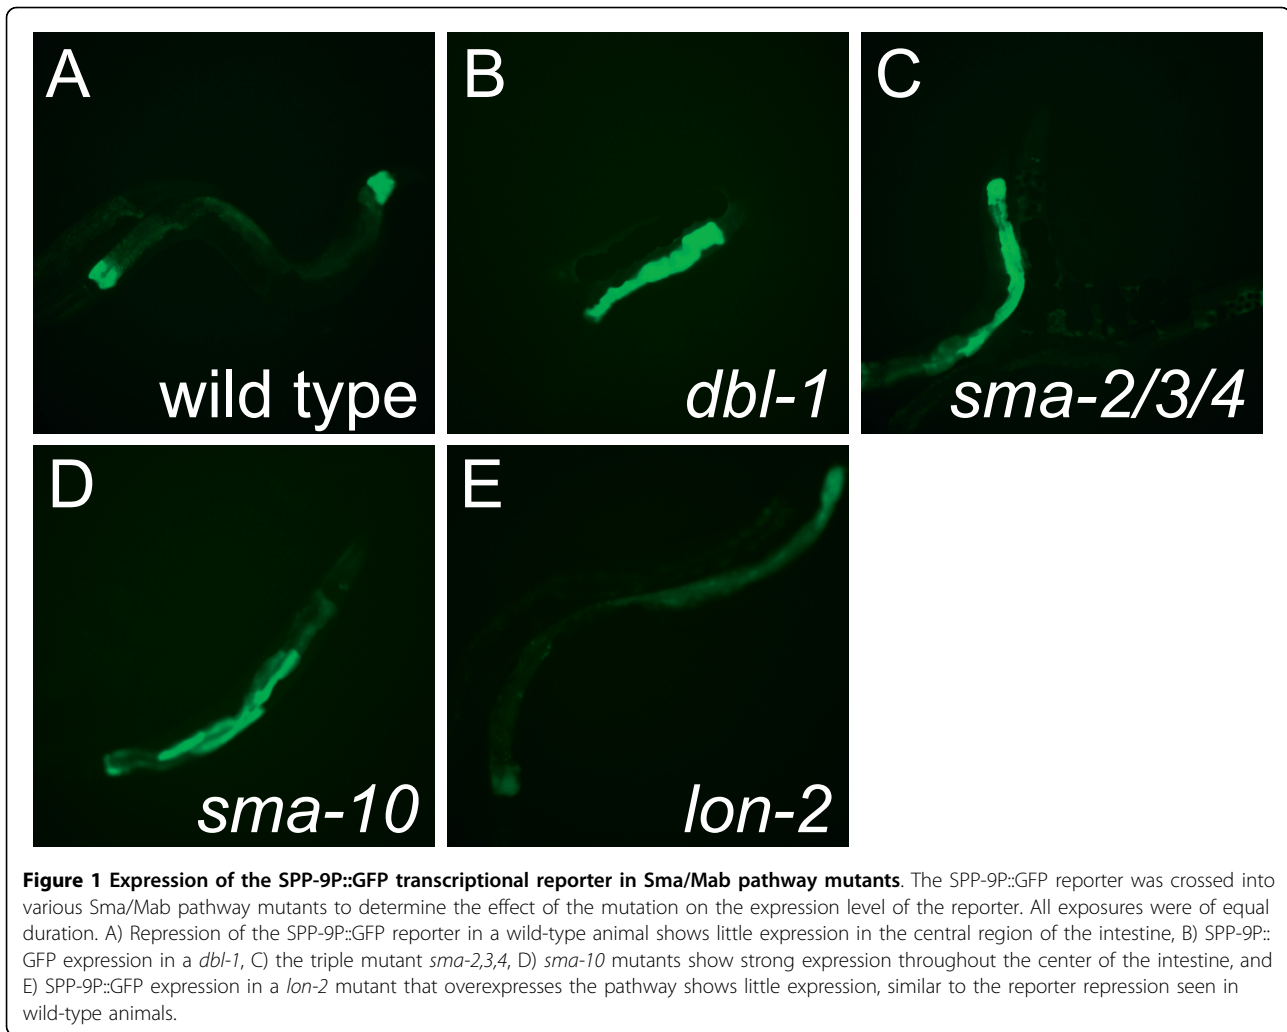 A
B
C
wild type
dbl-1
sma-2/3/4
D
E
sma-10
lon-2
Figure 1 Expression of the SPP-9P::GFP transcriptional reporter in Sma/Mab pathway mutants. The SPP-9P::GFP reporter was crossed into
various Sma/Mab pathway mutants to determine the effect of the mutation on the expression level of the reporter. All exposures were of equal
duration. A) Repression of the SPP-9P::GFP reporter in a wild-type animal shows little expression in the central region of the intestine, B) SPP-9P::
GFP expression in a dbl-1, C) the triple mutant sma-2,3,4, D) sma-10 mutants show strong expression throughout the center of the intestine, and
E) SPP-9P::GFP expression in a lon-2 mutant that overexpresses the pathway shows little expression, similar to the reporter repression seen in
wild-type animals.